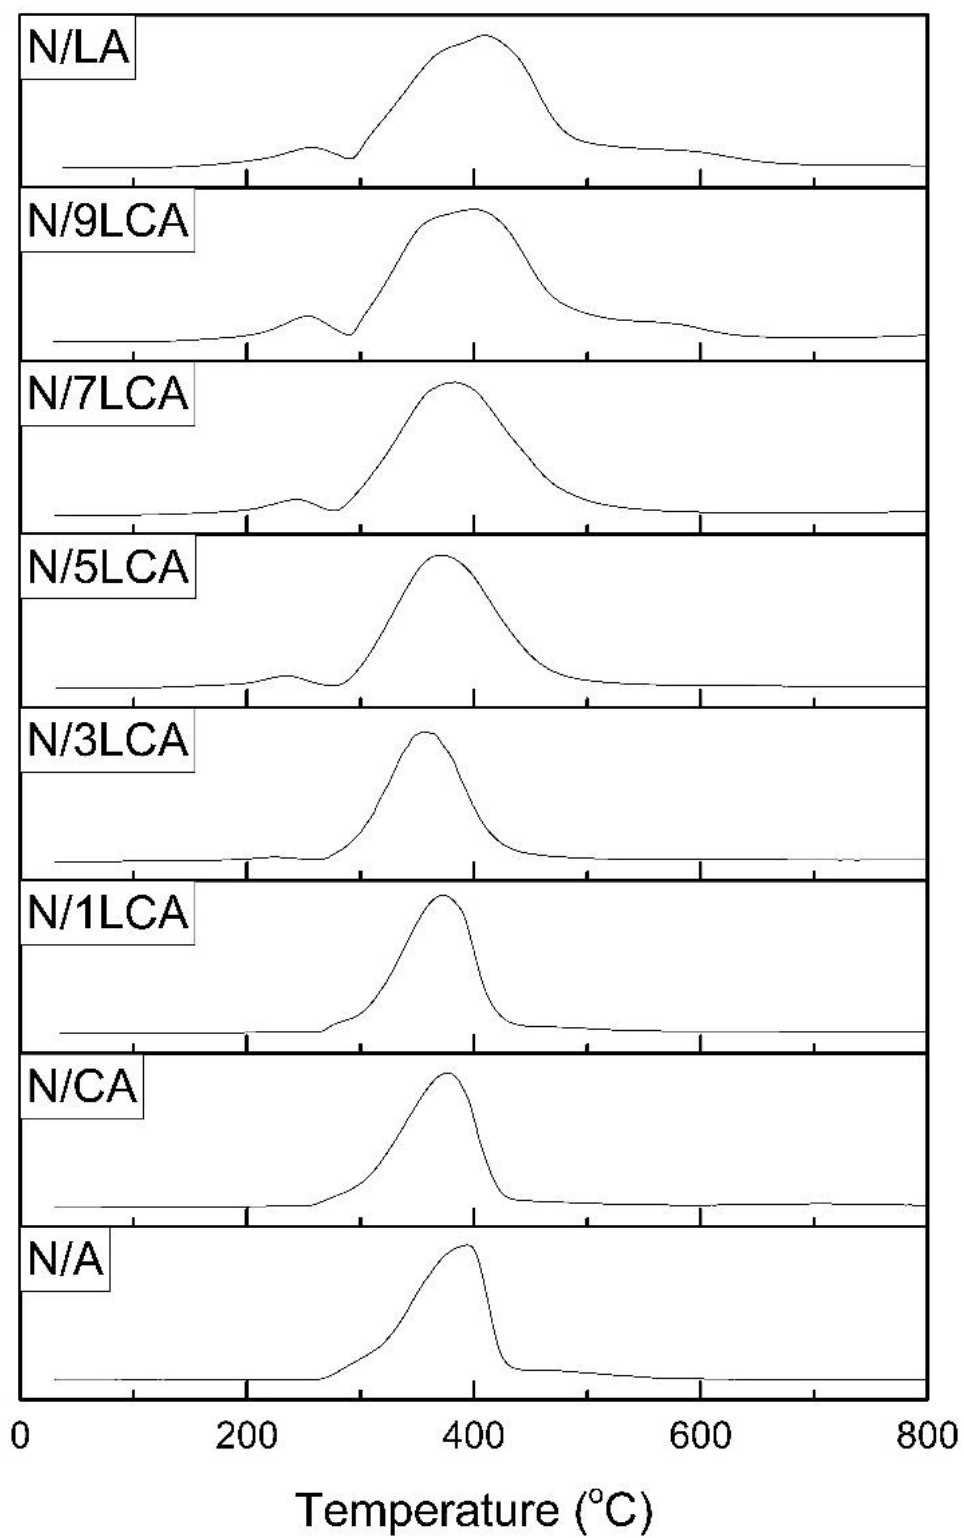 N/LA
N/9LCA
N/7LCA
N/5LCA
N/3LCA
N/1LCA
N/CA
N/A
0 200 400 600 800
Temperature (°C)